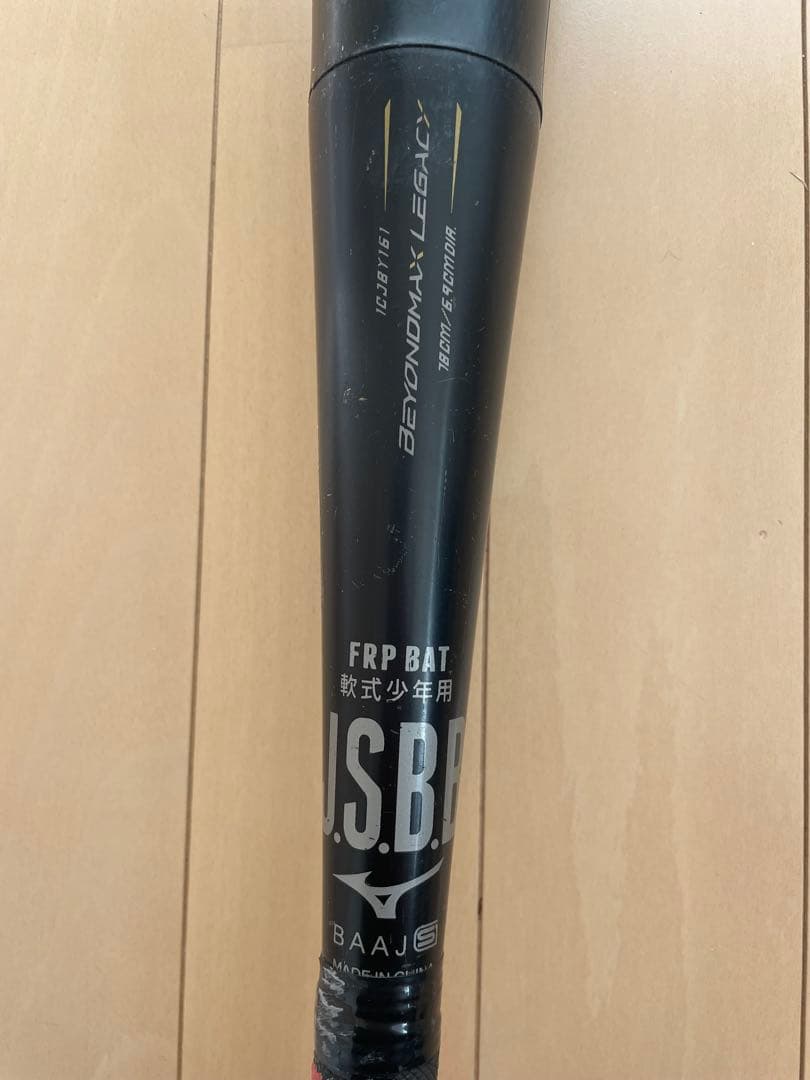 1CJBY161
BEYONDMAX LEGACY
78CM/6.9CMDIA.
FRP BAT
軟式少年用
J.S.B.B
BAAJ S
MADE IN CHINA